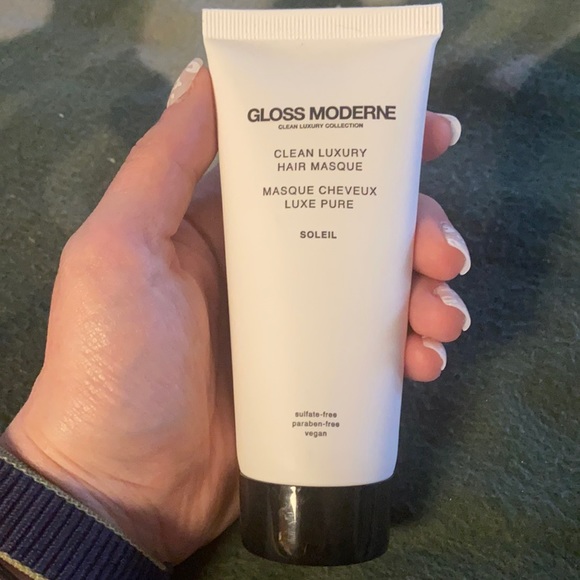 GLOSS MODERNE
CLEAN LUXURY COLLECTION
CLEAN LUXURY
HAIR MASQUE
MASQUE CHEVEUX
LUXE PURE
SOLEIL
sulfate-free
paraben-free
vegan